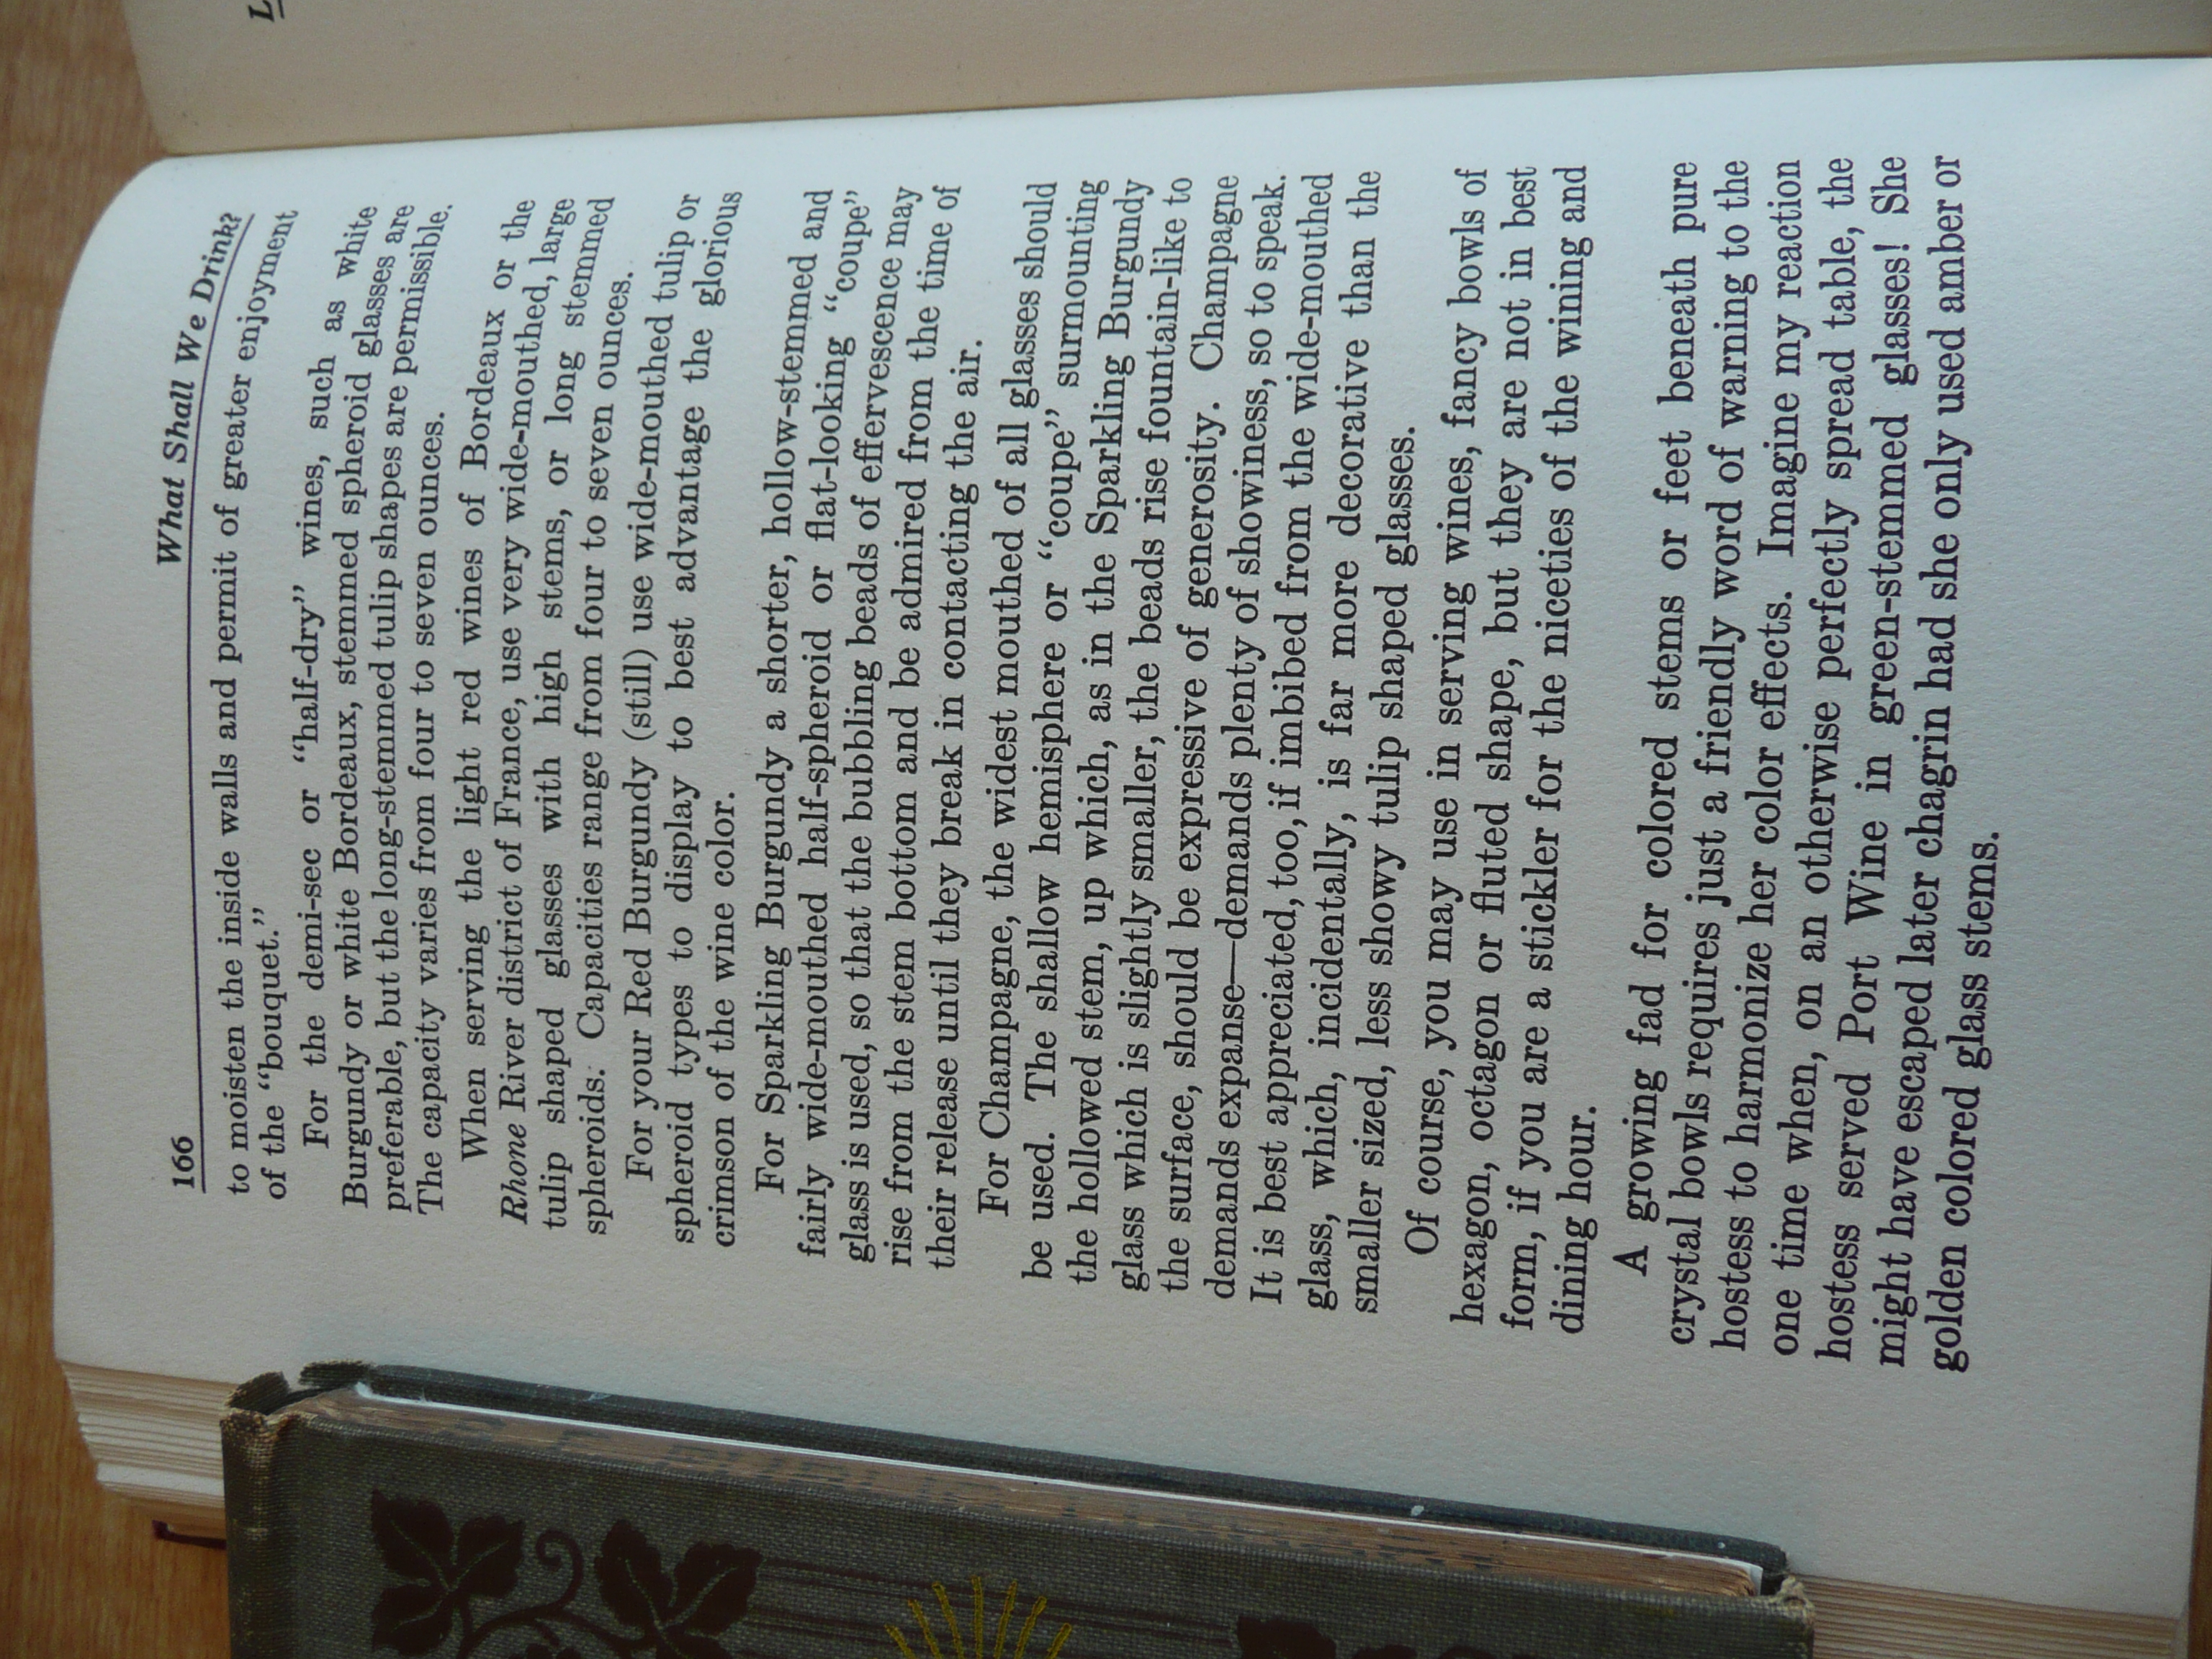 166 What Shall We Drink?
to moisten the inside walls and permit of greater enjoyment
of the “bouquet.”
For the demi-sec or “half-dry” wines, such as white
Burgundy or white Bordeaux, stemmed spheroid glasses are
preferable, but the long-stemmed tulip shapes are permissible.
The capacity varies from four to seven ounces.
When serving the light red wines of Bordeaux or the
Rhone River district of France, use very wide-mouthed, large
tulip shaped glasses with high stems, or long stemmed
spheroids. Capacities range from four to seven ounces.
For your Red Burgundy (still) use wide-mouthed tulip or
spheroid types to display to best advantage the glorious
crimson of the wine color.
For Sparkling Burgundy a shorter, hollow-stemmed and
fairly wide-mouthed half-spheroid or flat-looking “coupe”
glass is used, so that the bubbling beads of effervescence may
rise from the stem bottom and be admired from the time of
their release until they break in contacting the air.
For Champagne, the widest mouthed of all glasses should
be used. The shallow hemisphere or “coupe” surmounting
the hollowed stem, up which, as in the Sparkling Burgundy
glass which is slightly smaller, the beads rise fountain-like to
the surface, should be expressive of generosity. Champagne
demands expanse—demands plenty of showiness, so to speak.
It is best appreciated, too, if imbibed from the wide-mouthed
glass, which, incidentally, is far more decorative than the
smaller sized, less showy tulip shaped glasses.
Of course, you may use in serving wines, fancy bowls of
hexagon, octagon or fluted shape, but they are not in best
form, if you are a stickler for the niceties of the wining and
dining hour.
A growing fad for colored stems or feet beneath pure
crystal bowls requires just a friendly word of warning to the
hostess to harmonize her color effects. Imagine my reaction
one time when, on an otherwise perfectly spread table, the
hostess served Port Wine in green-stemmed glasses! She
might have escaped later chagrin had she only used amber or
golden colored glass stems.
L